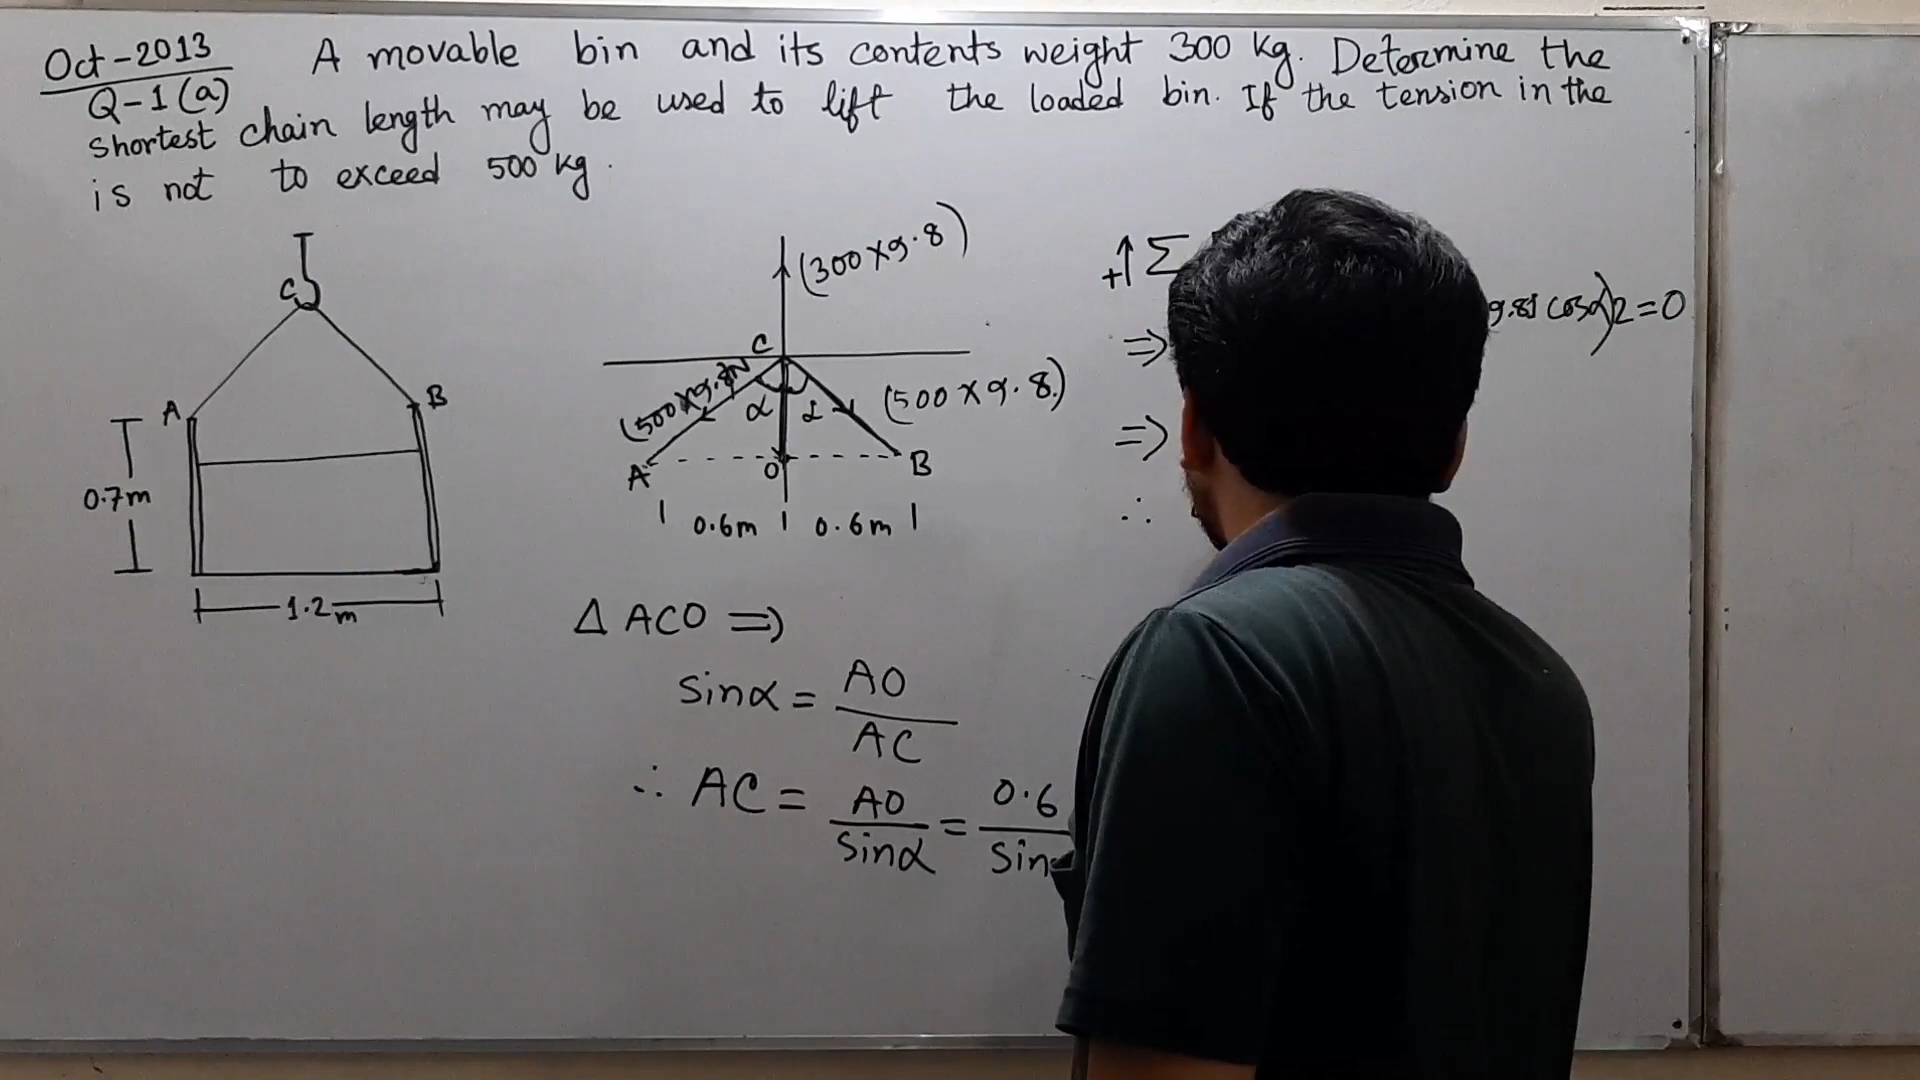 Oct-2013
Q-1(a)
A movable bin and its contents weight 300 kg. Determine the
shortest chain length may be used to lift the loaded bin. If the tension in the
is not to exceed 500 kg.
C
A
B
0.7m
1.2m
(300×9.8)
C
(500×9.8)N
α α
(500×9.8)
A O B
0.6m 0.6m
Δ ACO ⇒
Sinα = AO/AC
∴ AC = AO/Sinα = 0.6/Sin
+↑Σ
⇒ 9.81 cosα)2=0
⇒
∴